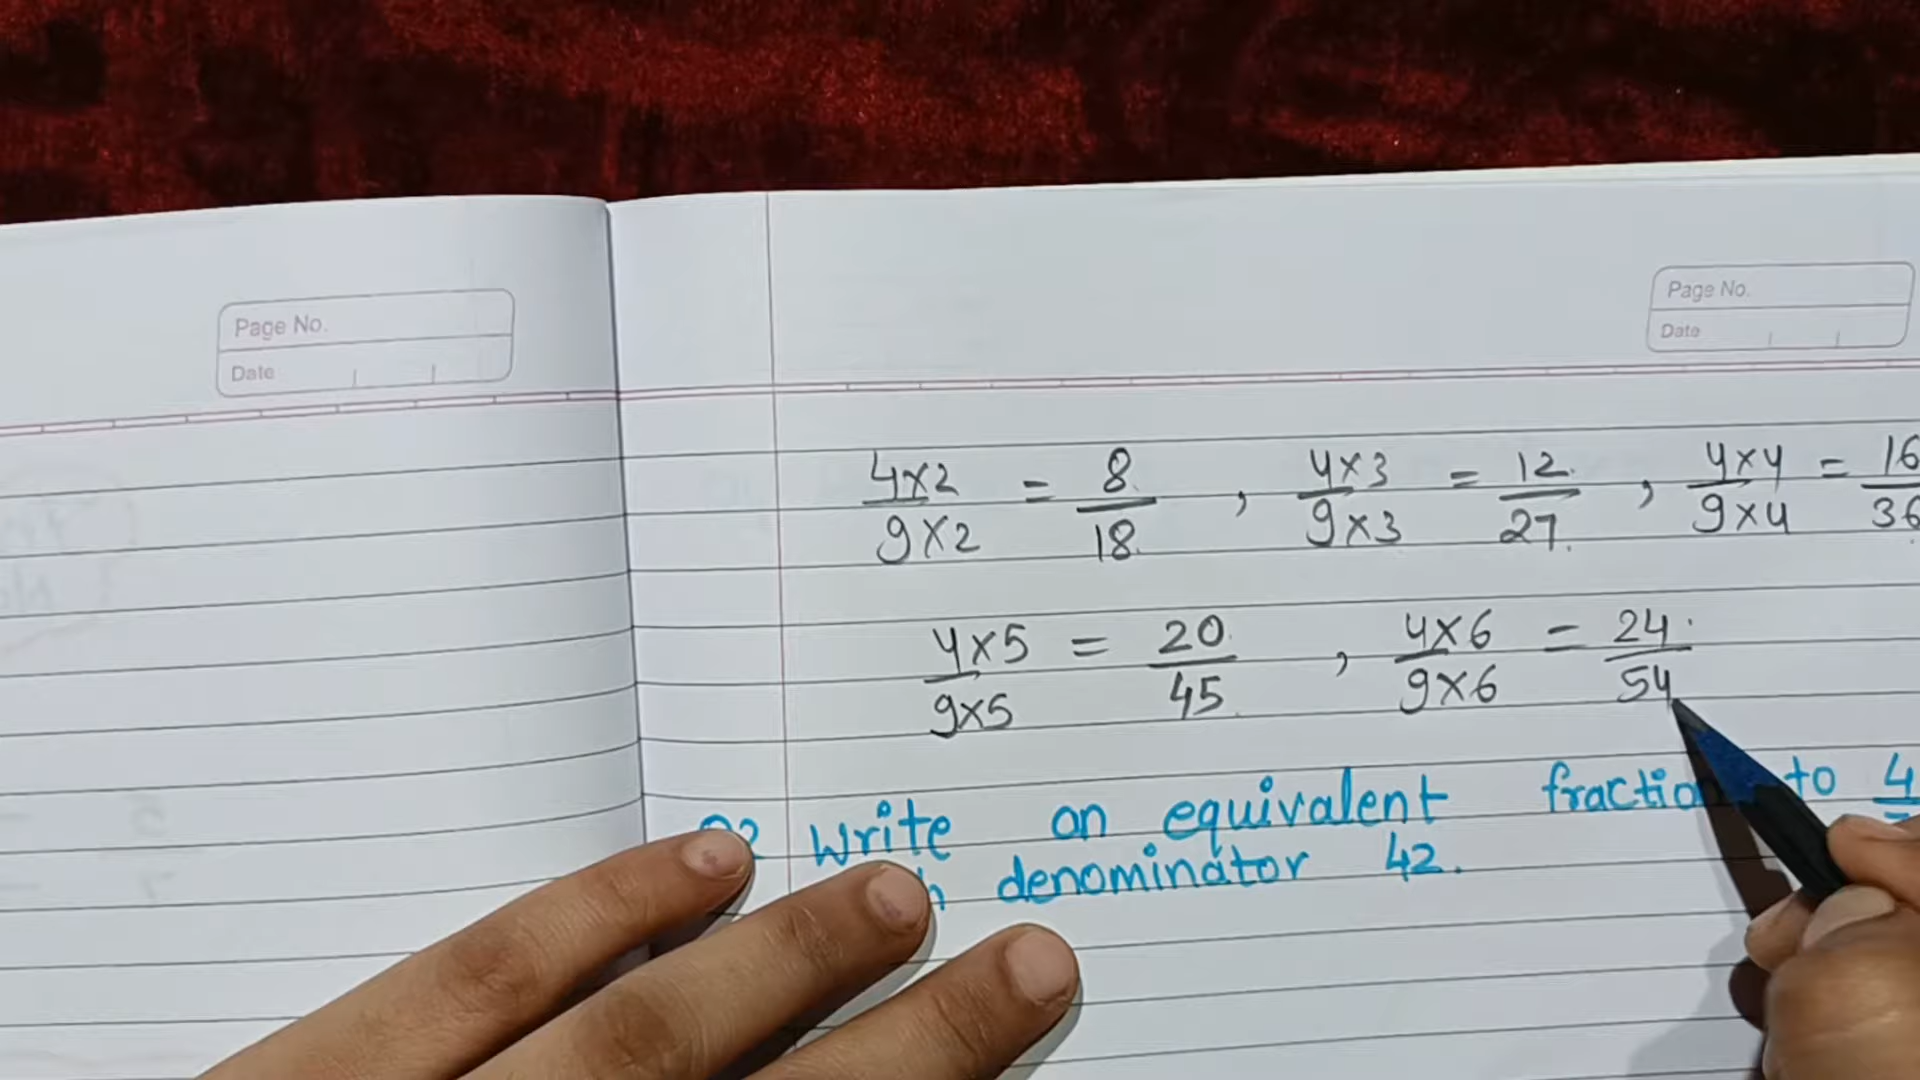 Page No.
Date
Page No.
Date
4×2/9×2 = 8/18 , 4×3/9×3 = 12/27 , 4×4/9×4 = 16/36
4×5/9×5 = 20/45 , 4×6/9×6 = 24/54
Write an equivalent fraction to 4
denominator 42.